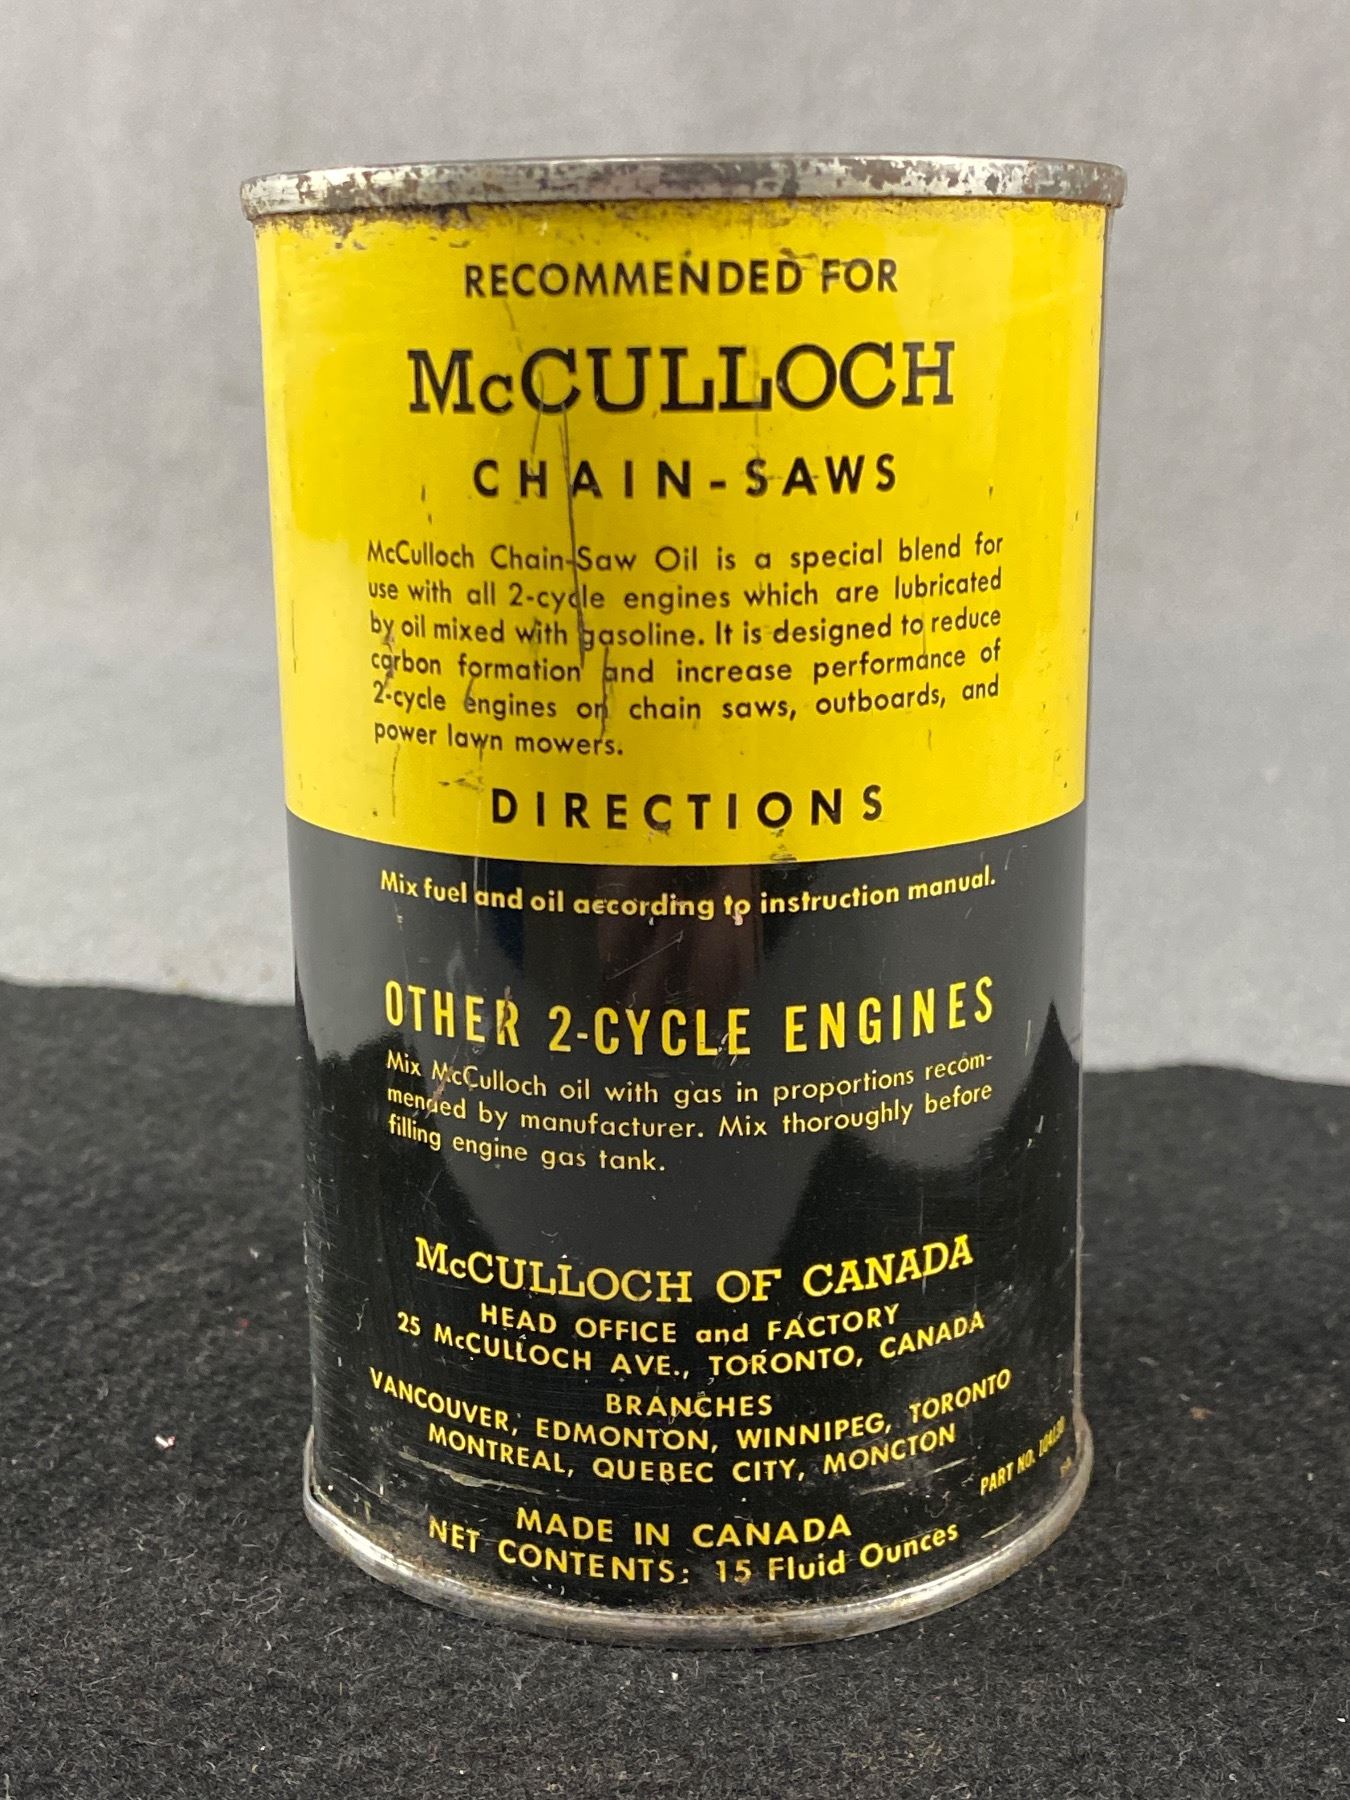 RECOMMENDED FOR
McCULLOCH
CHAIN-SAWS
McCulloch Chain-Saw Oil is a special blend for
use with all 2-cycle engines which are lubricated
by oil mixed with gasoline. It is designed to reduce
carbon formation and increase performance of
2-cycle engines on chain saws, outboards, and
power lawn mowers.
DIRECTIONS
Mix fuel and oil according to instruction manual.
OTHER 2-CYCLE ENGINES
Mix McCulloch oil with gas in proportions recom-
mended by manufacturer. Mix thoroughly before
filling engine gas tank.
McCULLOCH OF CANADA
HEAD OFFICE and FACTORY
25 McCULLOCH AVE., TORONTO, CANADA
BRANCHES
VANCOUVER, EDMONTON, WINNIPEG, TORONTO
MONTREAL, QUEBEC CITY, MONCTON
PART NO.
MADE IN CANADA
NET CONTENTS: 15 Fluid Ounces